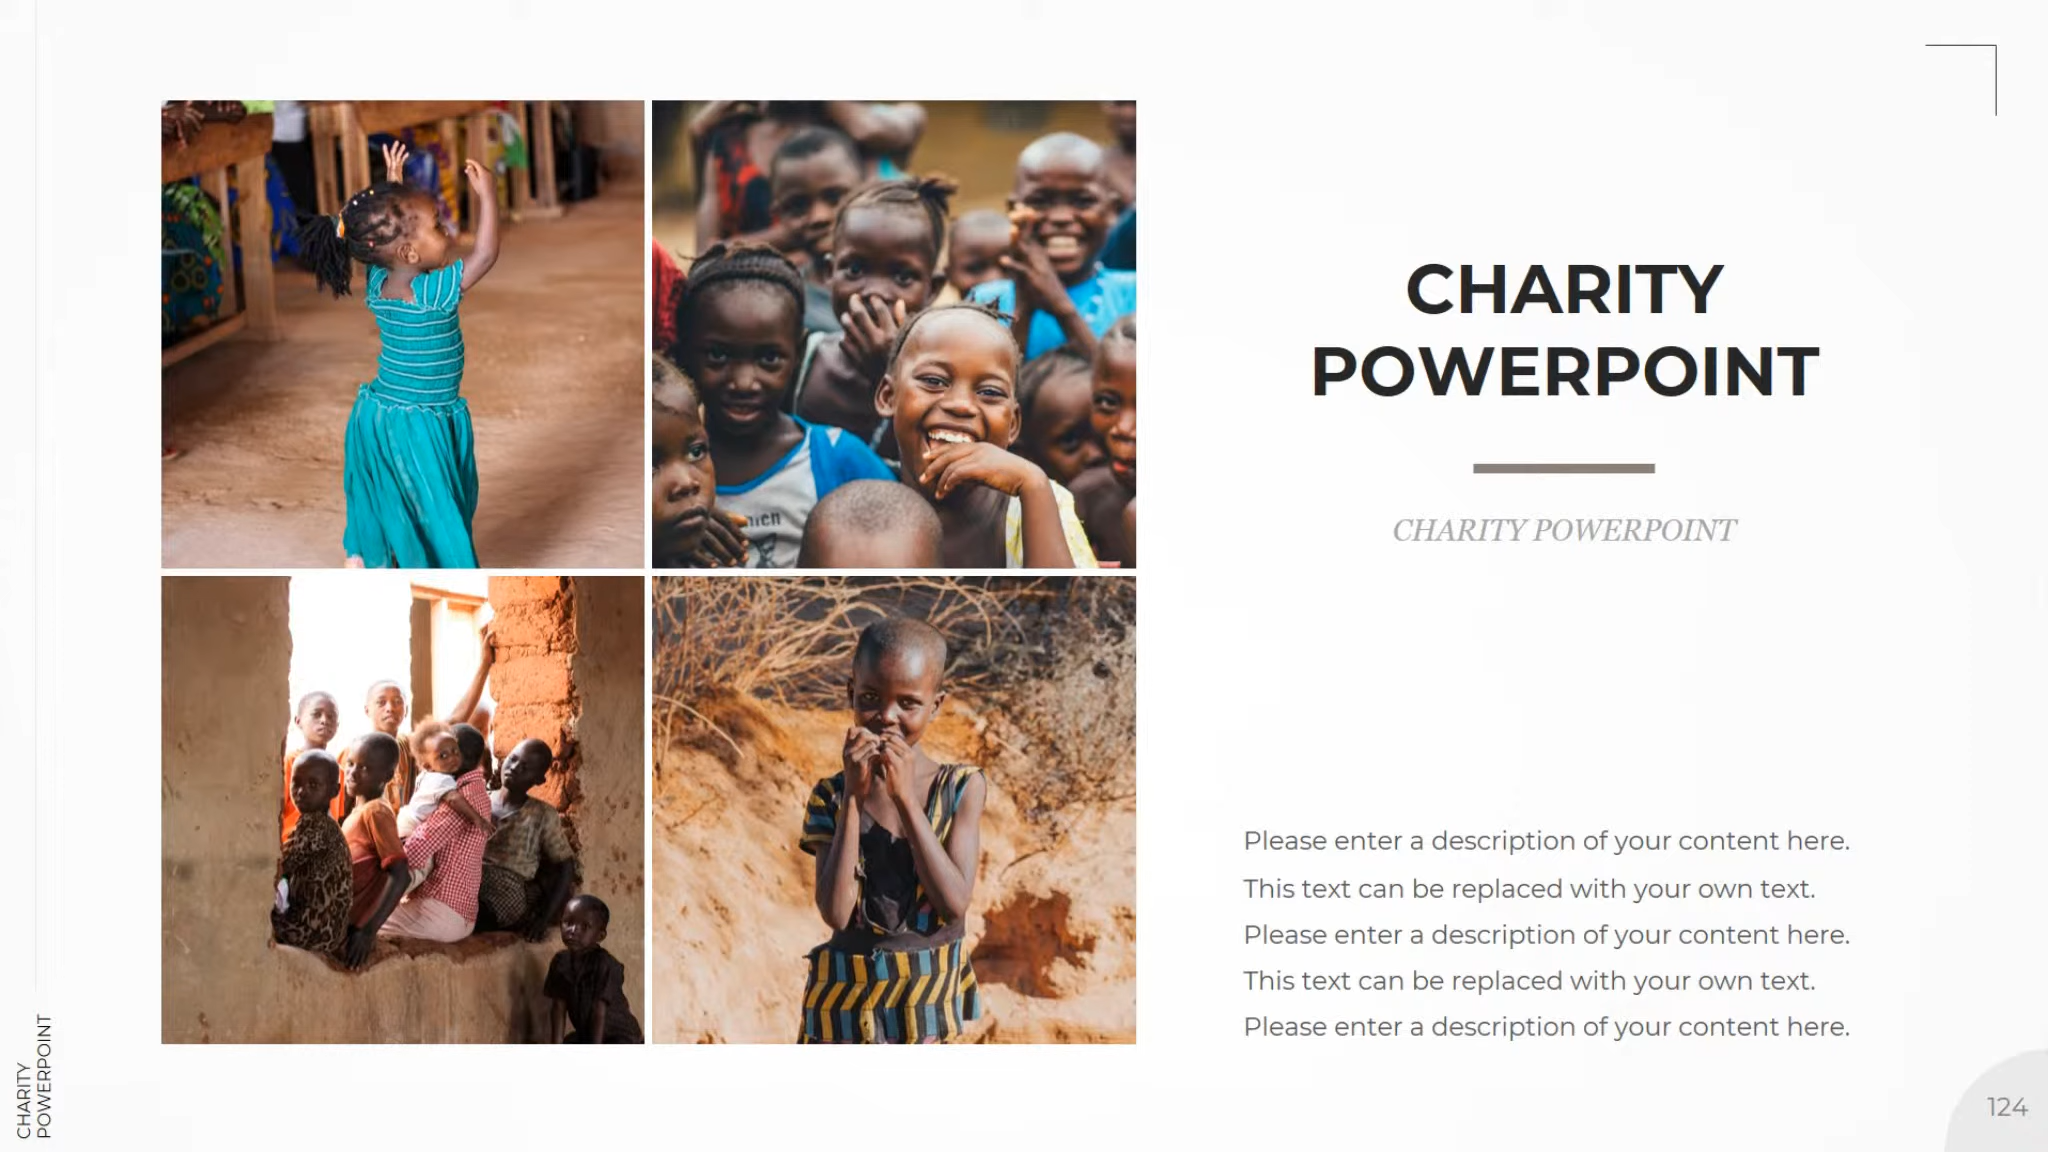 CHARITY
POWERPOINT
CHARITY POWERPOINT
Please enter a description of your content here.
This text can be replaced with your own text.
Please enter a description of your content here.
This text can be replaced with your own text.
Please enter a description of your content here.
CHARITY
POWERPOINT
124